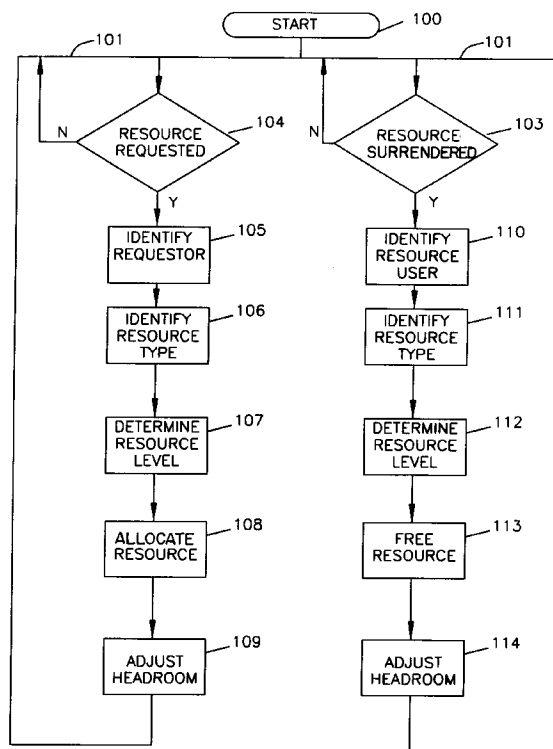 START
100
101
101
RESOURCE
REQUESTED
104
N
Y
IDENTIFY
REQUESTOR
105
IDENTIFY
RESOURCE
TYPE
106
DETERMINE
RESOURCE
LEVEL
107
ALLOCATE
RESOURCE
108
ADJUST
HEADROOM
109
RESOURCE
SURRENDERED
103
N
Y
IDENTIFY
RESOURCE
USER
110
IDENTIFY
RESOURCE
TYPE
111
DETERMINE
RESOURCE
LEVEL
112
FREE
RESOURCE
113
ADJUST
HEADROOM
114